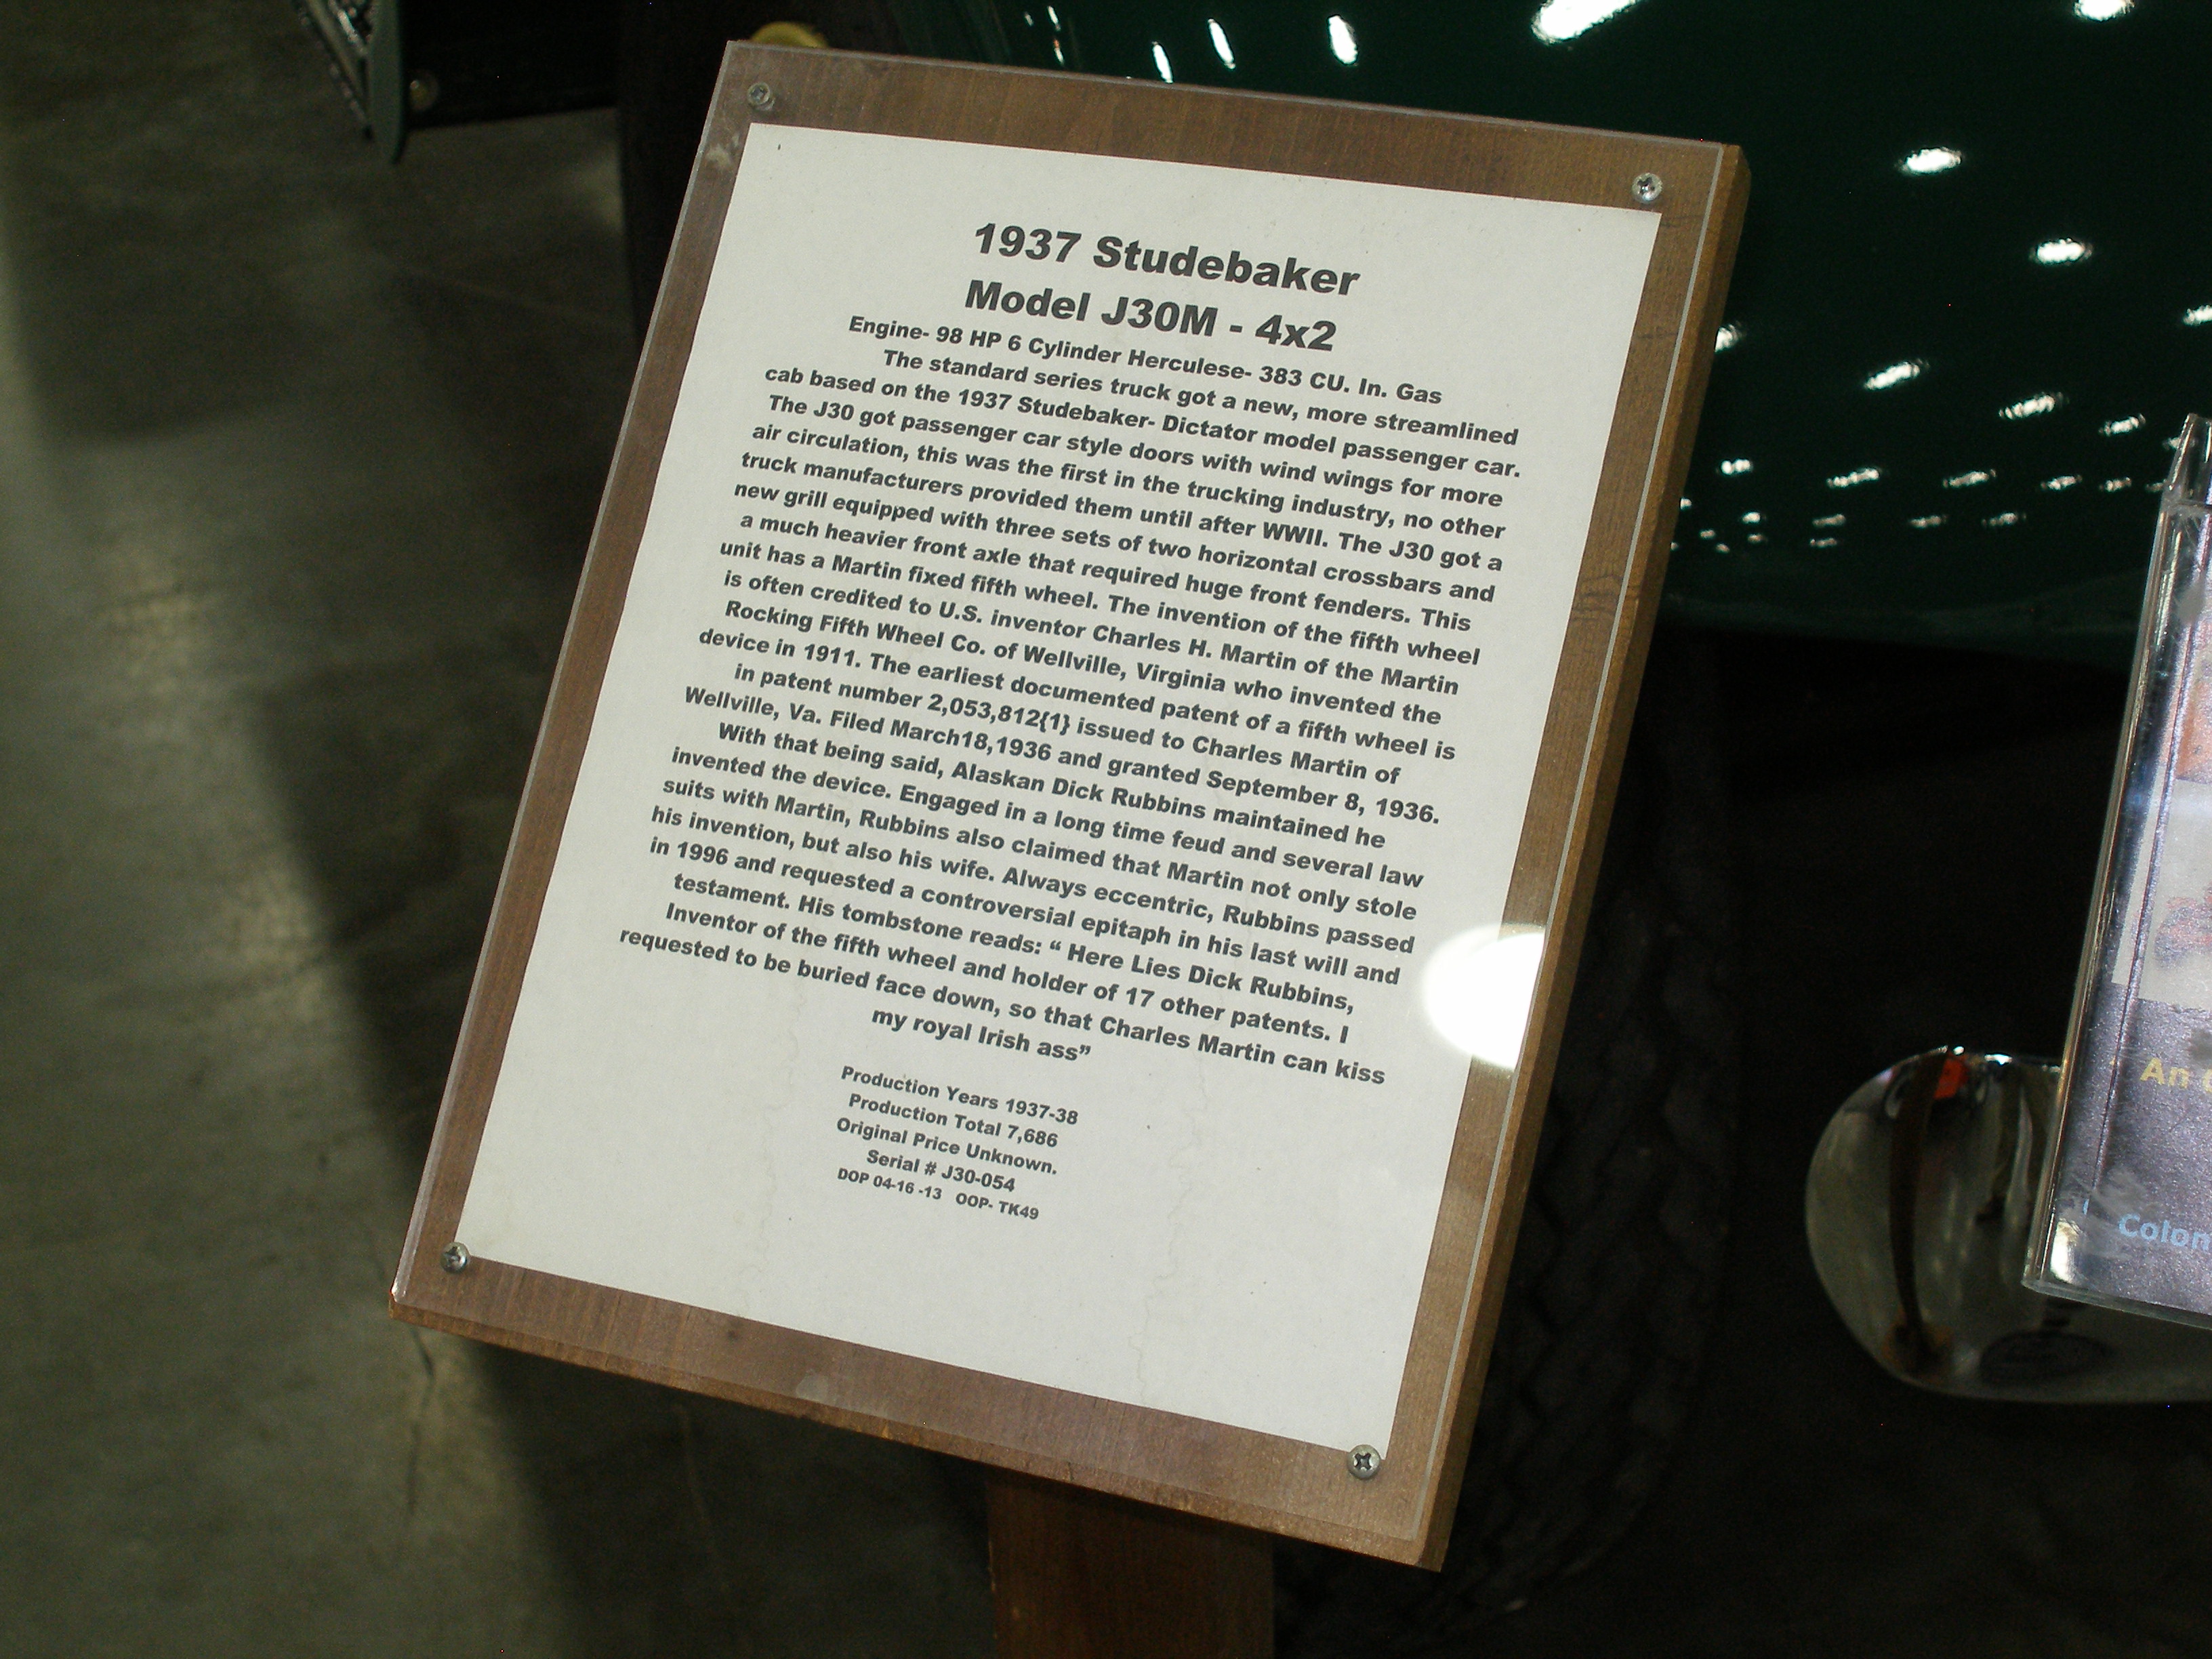 1937 Studebaker
Model J30M - 4x2
Engine- 98 HP 6 Cylinder Herculese- 383 CU. In. Gas
The standard series truck got a new, more streamlined
cab based on the 1937 Studebaker- Dictator model passenger car.
The J30 got passenger car style doors with wind wings for more
air circulation, this was the first in the trucking industry, no other
truck manufacturers provided them until after WWII. The J30 got a
new grill equipped with three sets of two horizontal crossbars and
a much heavier front axle that required huge front fenders. This
unit has a Martin fixed fifth wheel. The invention of the fifth wheel
is often credited to U.S. inventor Charles H. Martin of the Martin
Rocking Fifth Wheel Co. of Wellville, Virginia who invented the
device in 1911. The earliest documented patent of a fifth wheel is
in patent number 2,053,812{1} issued to Charles Martin of
Wellville, Va. Filed March18,1936 and granted September 8, 1936.
With that being said, Alaskan Dick Rubbins maintained he
invented the device. Engaged in a long time feud and several law
suits with Martin, Rubbins also claimed that Martin not only stole
his invention, but also his wife. Always eccentric, Rubbins passed
in 1996 and requested a controversial epitaph in his last will and
testament. His tombstone reads: “ Here Lies Dick Rubbins,
Inventor of the fifth wheel and holder of 17 other patents. I
requested to be buried face down, so that Charles Martin can kiss
my royal Irish ass”
Production Years 1937-38
Production Total 7,686
Original Price Unknown.
Serial # J30-054
DOP 04-16 -13 OOP- TK49
An
Colon